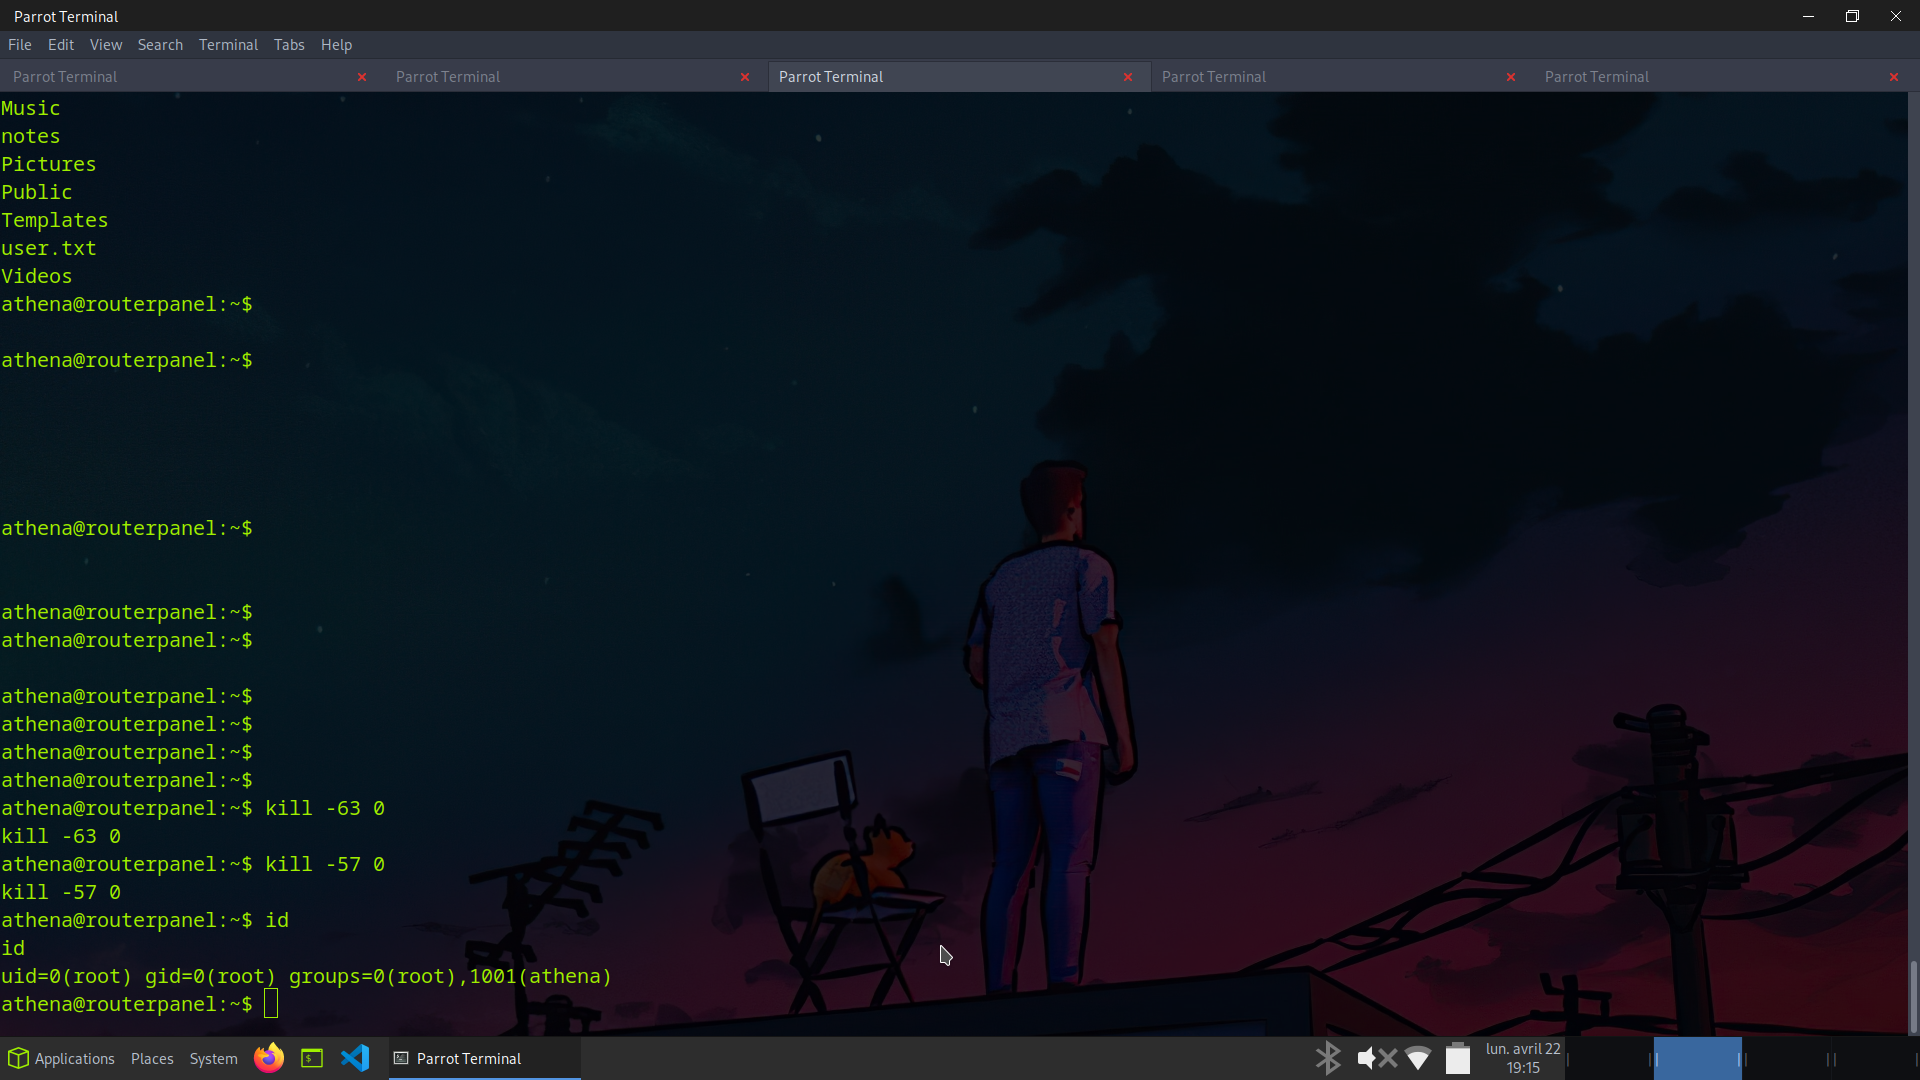 Parrot Terminal
File Edit View Search Terminal Tabs Help
Parrot Terminal Parrot Terminal Parrot Terminal Parrot Terminal Parrot Terminal
Music
notes
Pictures
Public
Templates
user.txt
Videos
athena@routerpanel:~$
athena@routerpanel:~$
athena@routerpanel:~$
athena@routerpanel:~$
athena@routerpanel:~$
athena@routerpanel:~$
athena@routerpanel:~$
athena@routerpanel:~$
athena@routerpanel:~$
athena@routerpanel:~$ kill -63 0
kill -63 0
athena@routerpanel:~$ kill -57 0
kill -57 0
athena@routerpanel:~$ id
id
uid=0(root) gid=0(root) groups=0(root),1001(athena)
athena@routerpanel:~$
Applications Places System Parrot Terminal lun. avril 22
19:15